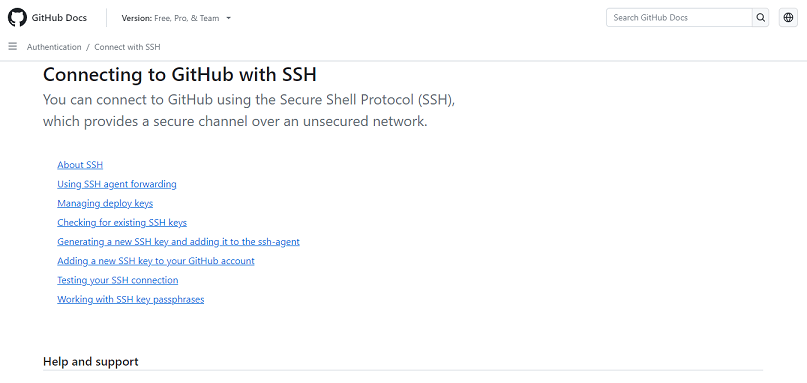 GitHub Docs
Version: Free, Pro, & Team
Search GitHub Docs
Authentication / Connect with SSH
Connecting to GitHub with SSH
You can connect to GitHub using the Secure Shell Protocol (SSH),
which provides a secure channel over an unsecured network.
About SSH
Using SSH agent forwarding
Managing deploy keys
Checking for existing SSH keys
Generating a new SSH key and adding it to the ssh-agent
Adding a new SSH key to your GitHub account
Testing your SSH connection
Working with SSH key passphrases
Help and support